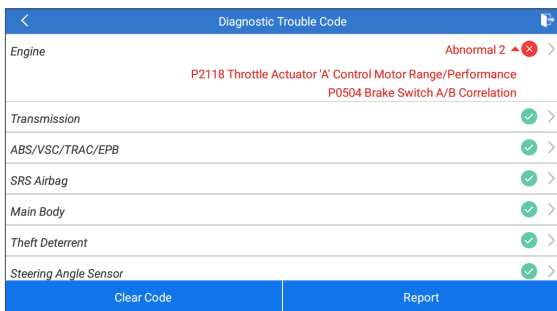 Diagnostic Trouble Code
Engine
Abnormal 2
P2118 Throttle Actuator 'A' Control Motor Range/Performance
P0504 Brake Switch A/B Correlation
Transmission
ABS/VSC/TRAC/EPB
SRS Airbag
Main Body
Theft Deterrent
Steering Angle Sensor
Clear Code
Report